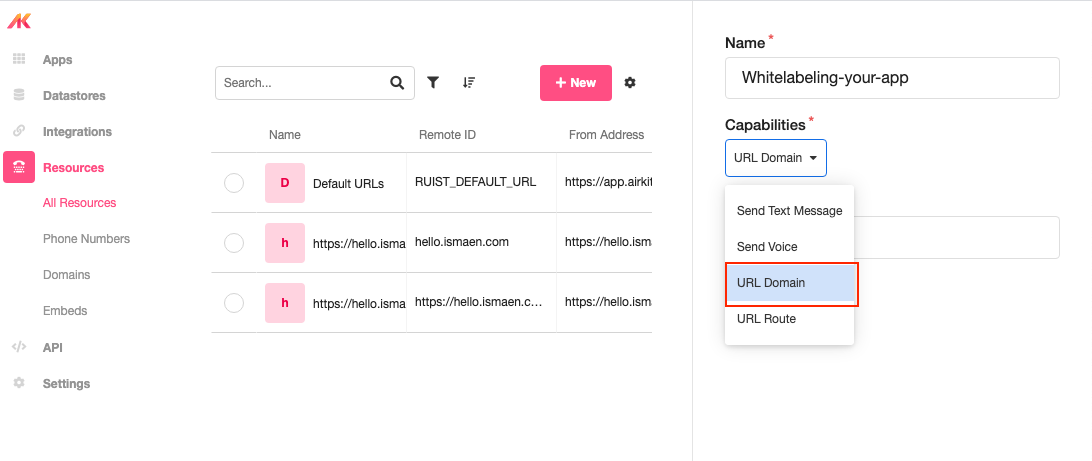 Apps
Datastores
Integrations
Resources
All Resources
Phone Numbers
Domains
Embeds
API
Settings
Search...
+ New
Name Remote ID From Address
D Default URLs RUIST_DEFAULT_URL https://app.airkit
h https://hello.isma hello.ismaen.com https://hello.isma
h https://hello.isma https://hello.ismaen.c... https://hello.isma
Name *
Whitelabeling-your-app
Capabilities *
URL Domain
Send Text Message
Send Voice
URL Domain
URL Route